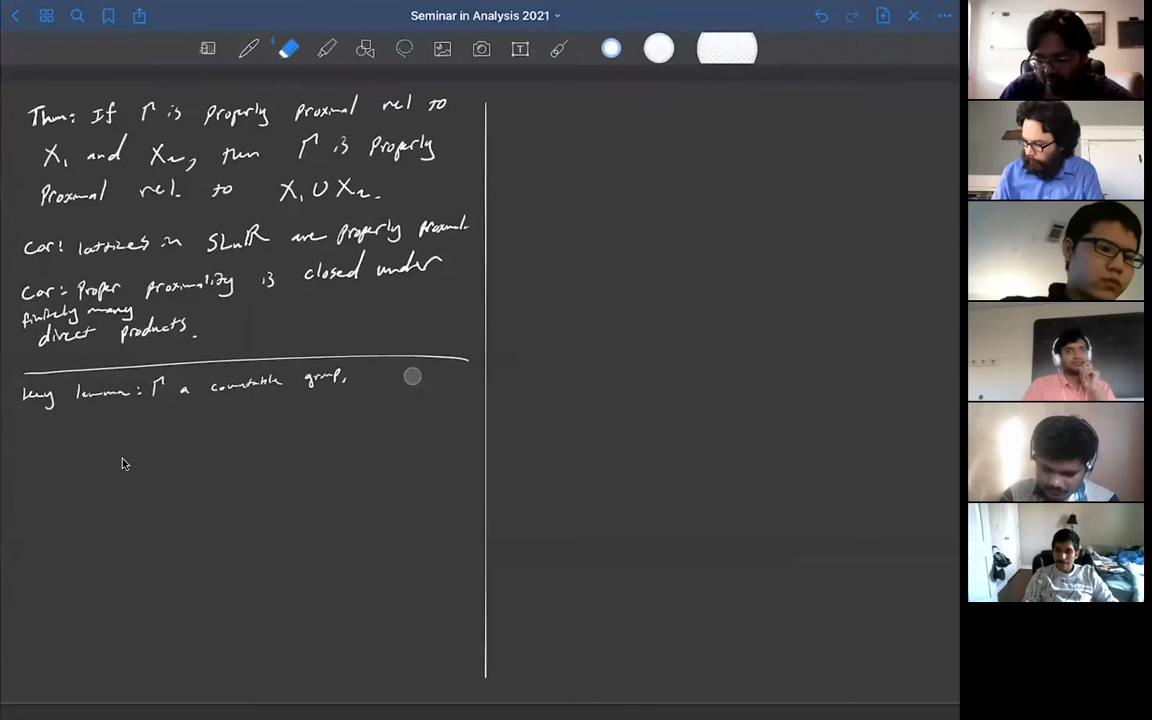 Seminar in Analysis 2021
Thm: If Γ is properly proximal rel to
X₁ and X₂, then Γ is properly
proximal rel. to X₁ ∪ X₂.
Cor: lattices in SLₙℝ are properly proximal.
Cor: Proper proximality is closed under
finitely many
direct products.
Key lemma: Γ a countable group,